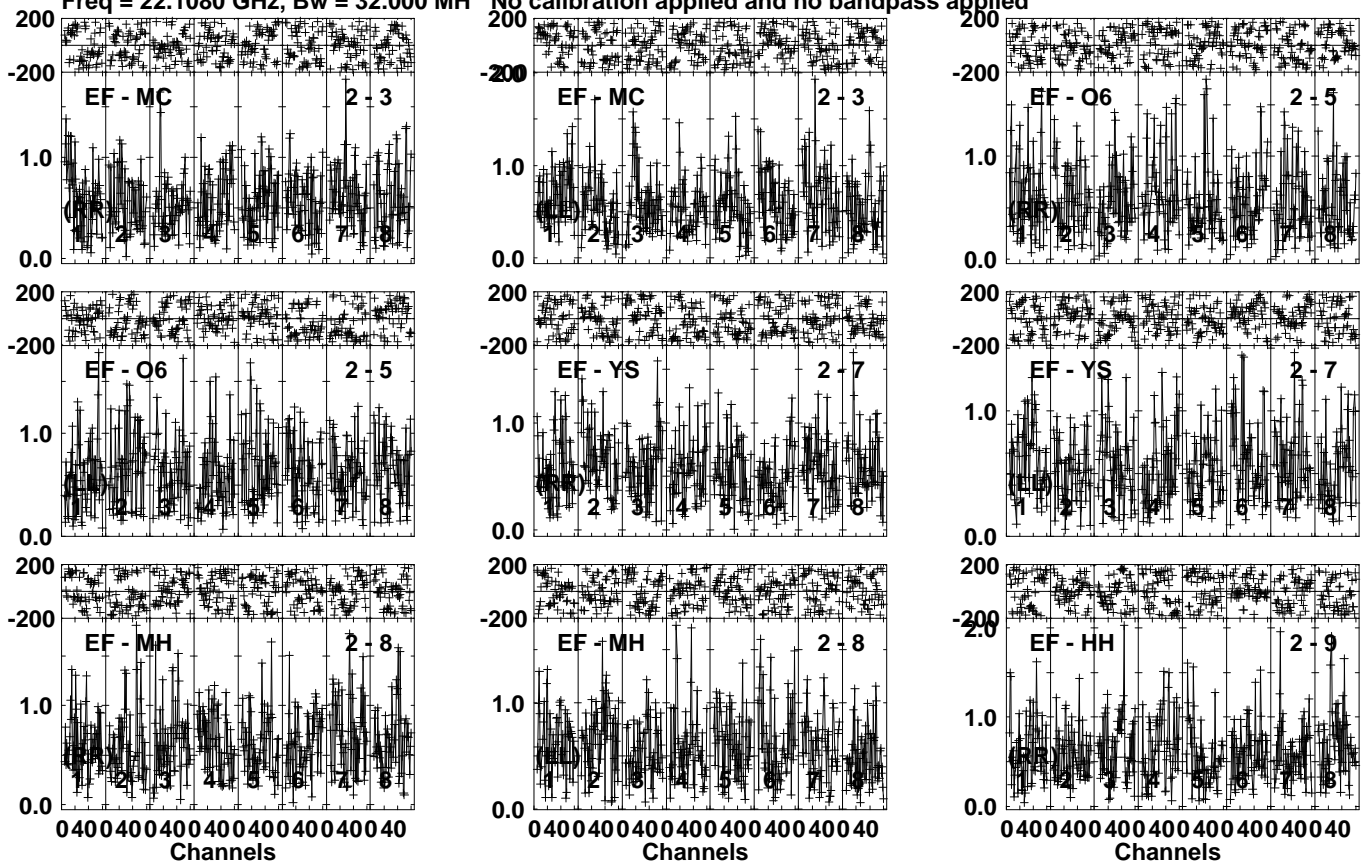 Freq = 22.1080 GHz, Bw = 32.000 MH No calibration applied and no bandpass applied
200
-200
EF - MC 2 - 3
1.0
(RR)
1 2 3 4 5 6 7 8
0.0
200
-200
2.0
EF - MC 2 - 3
1.0
(LL)
1 2 3 4 5 6 7 8
0.0
200
-200
EF - O6 2 - 5
1.0
(RR)
1 2 3 4 5 6 7 8
0.0
200
-200
EF - O6 2 - 5
1.0
(LL)
1 2 3 4 5 6 7 8
0.0
200
-200
EF - YS 2 - 7
1.0
(RR)
1 2 3 4 5 6 7 8
0.0
200
-200
EF - YS 2 - 7
1.0
(LL)
1 2 3 4 5 6 7 8
0.0
200
-200
EF - MH 2 - 8
1.0
(RR)
1 2 3 4 5 6 7 8
0.0
0 40 0 40 0 40 0 40 0 40 0 40 0 40 0 40
Channels
200
-200
EF - MH 2 - 8
1.0
(LL)
1 2 3 4 5 6 7 8
0.0
0 40 0 40 0 40 0 40 0 40 0 40 0 40 0 40
Channels
200
-200
2.0
EF - HH 2 - 9
1.0
(RR)
1 2 3 4 5 6 7 8
0.0
0 40 0 40 0 40 0 40 0 40 0 40 0 40 0 40
Channels